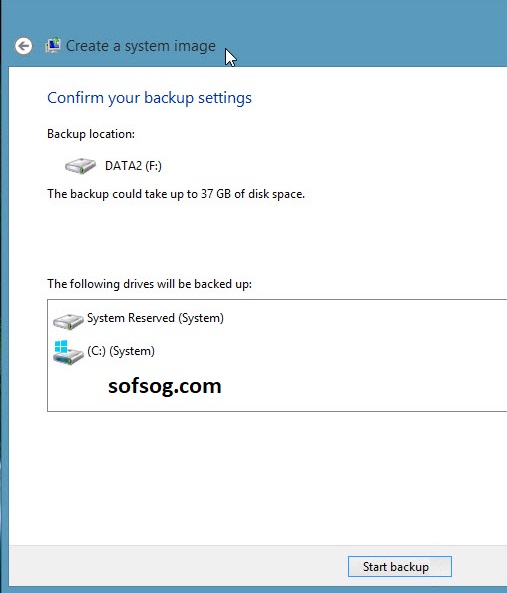 Create a system image
Confirm your backup settings
Backup location:
DATA2 (F:)
The backup could take up to 37 GB of disk space.
The following drives will be backed up:
System Reserved (System)
(C:) (System)
sofsog.com
Start backup